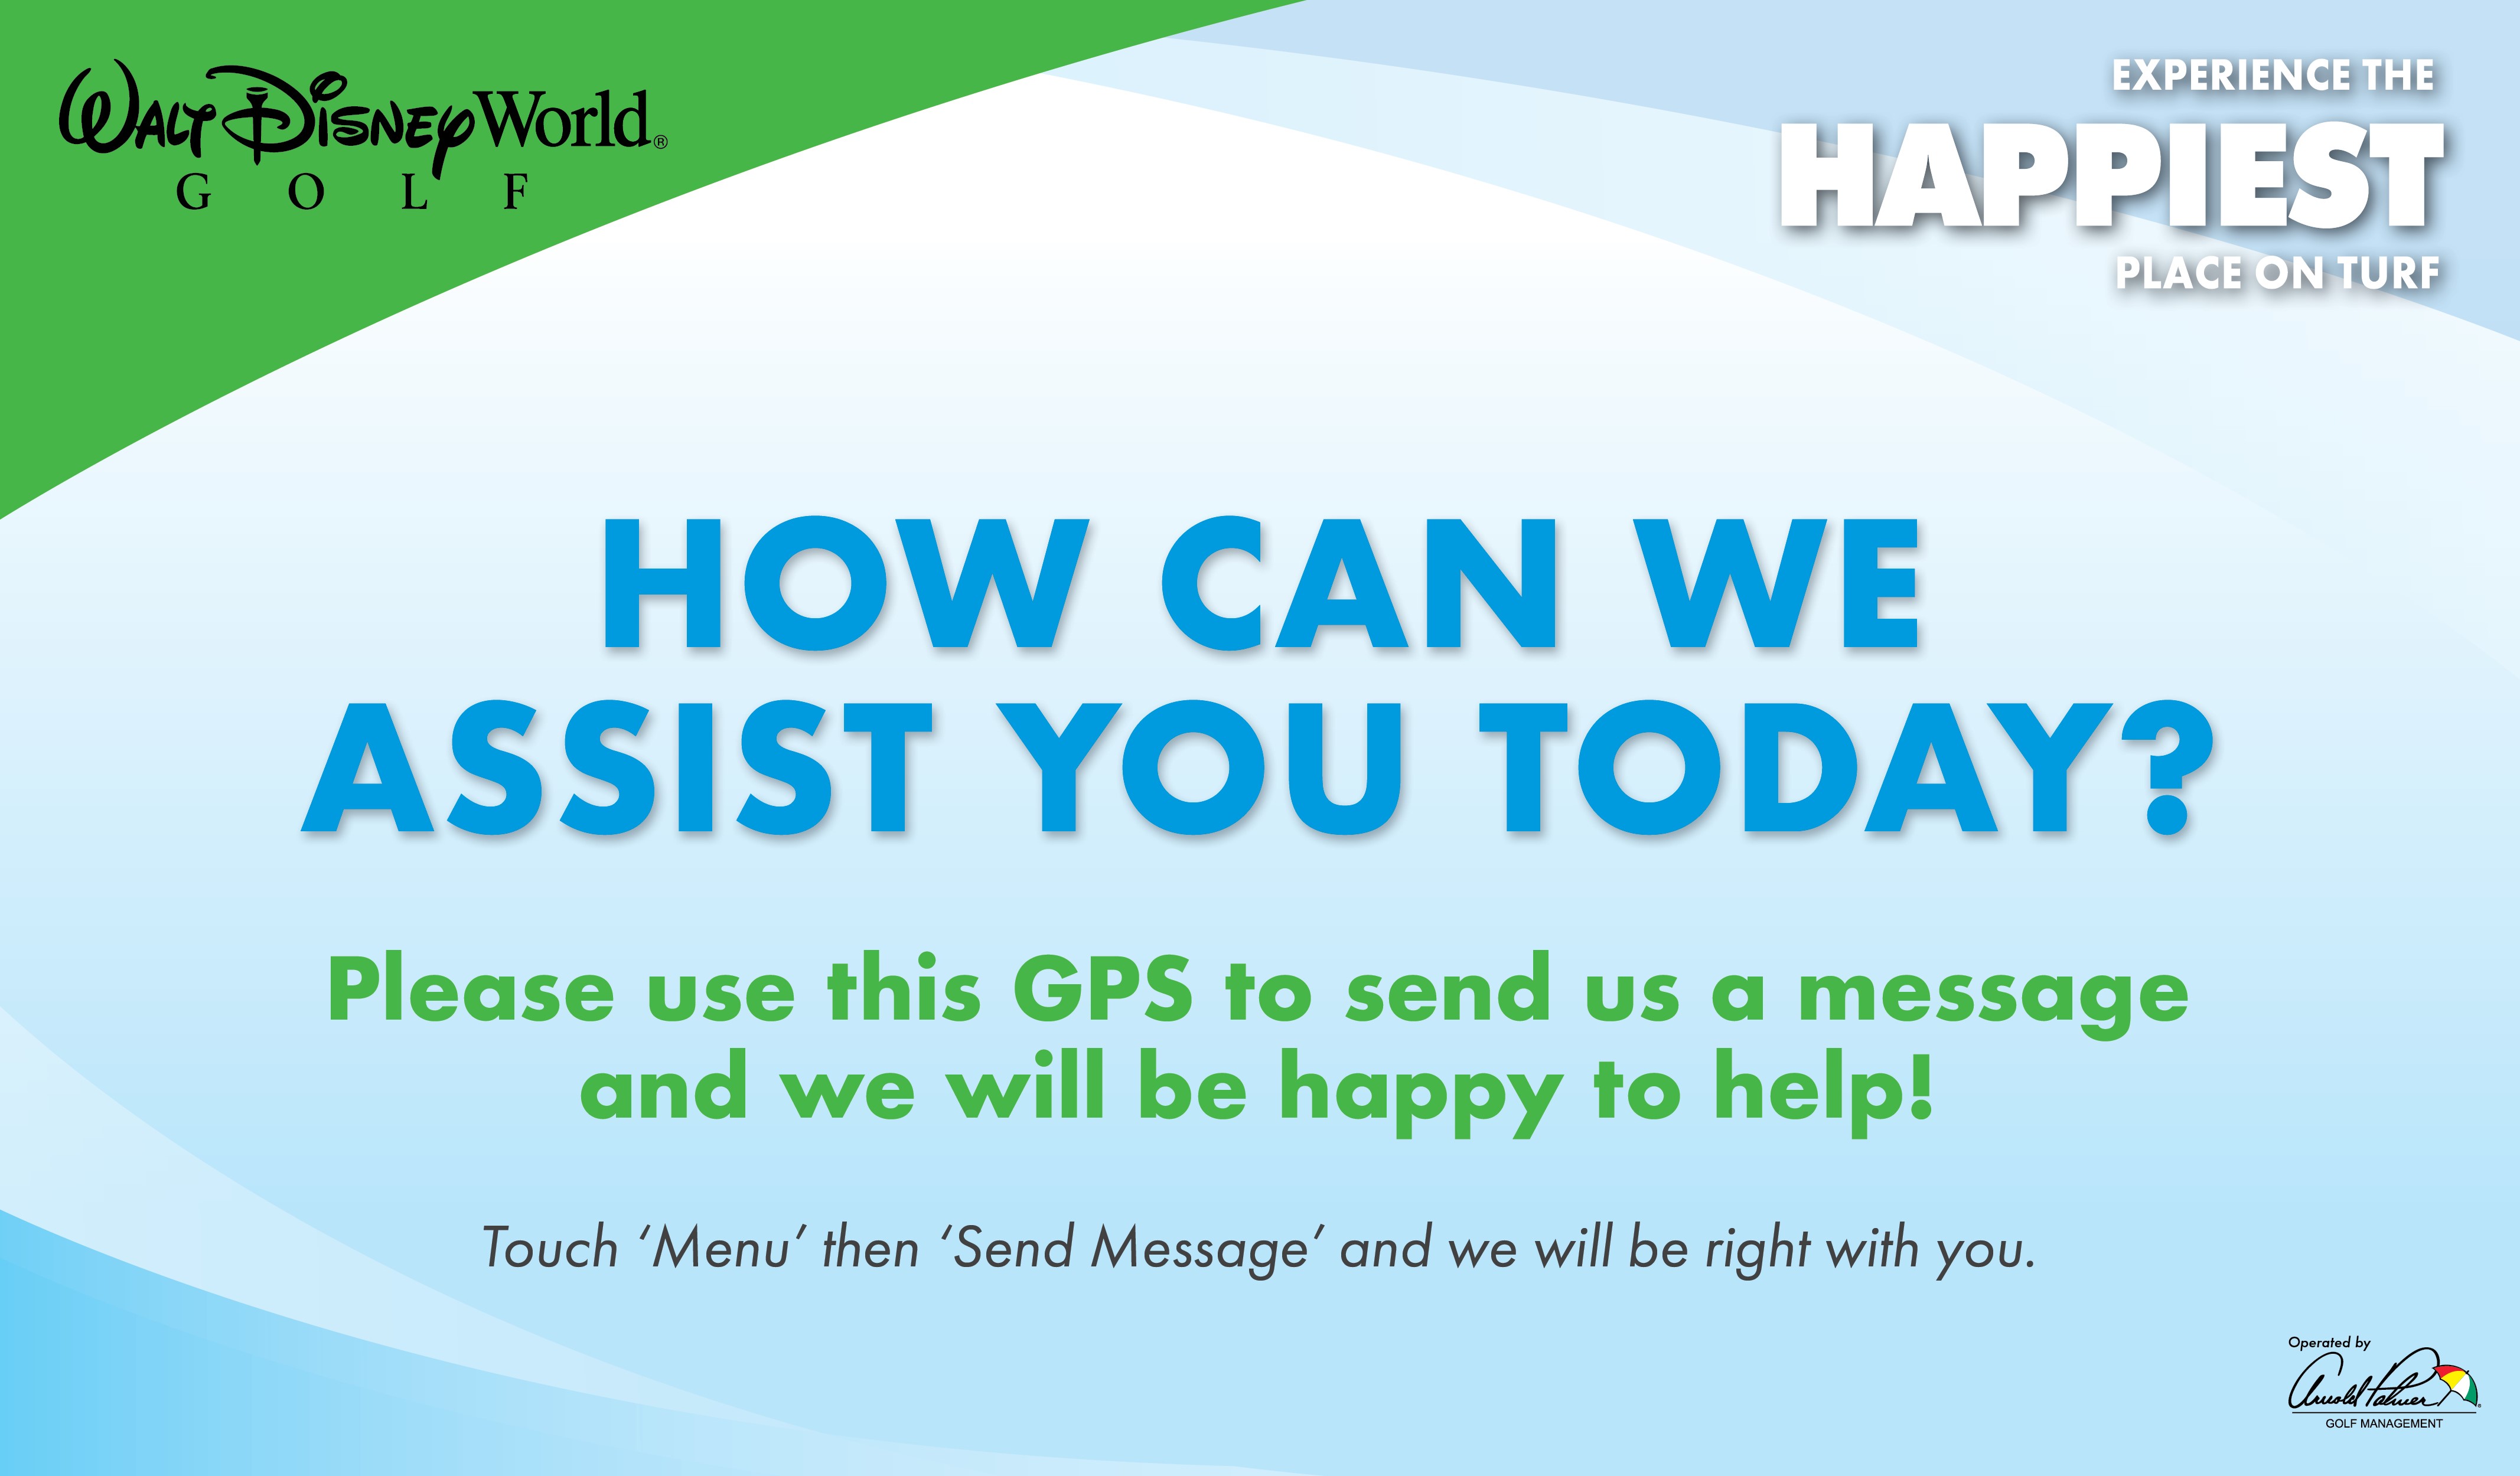 WALT DISNEY World®
GOLF
EXPERIENCE THE
HAPPIEST
PLACE ON TURF
HOW CAN WE
ASSIST YOU TODAY?
Please use this GPS to send us a message
and we will be happy to help!
Touch ‘Menu’ then ‘Send Message’ and we will be right with you.
Operated by
Arnold Palmer
GOLF MANAGEMENT